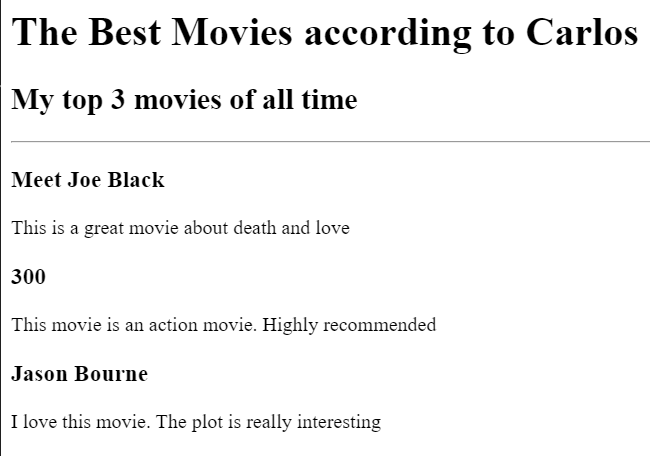 The Best Movies according to Carlos
My top 3 movies of all time
Meet Joe Black
This is a great movie about death and love
300
This movie is an action movie. Highly recommended
Jason Bourne
I love this movie. The plot is really interesting